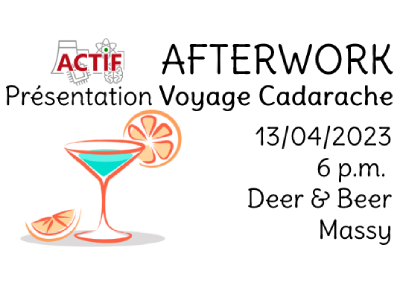 ACTIF
AFTERWORK
Présentation Voyage Cadarache
13/04/2023
6 p.m.
Deer & Beer
Massy